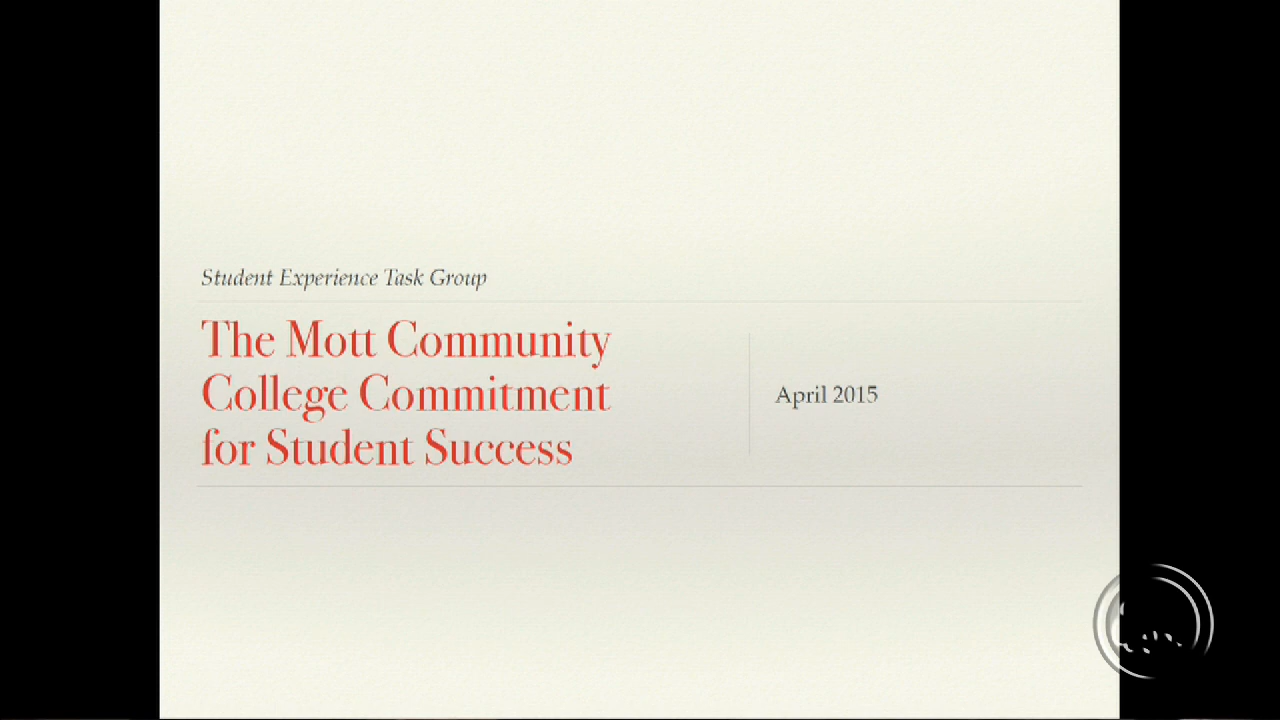 Student Experience Task Group
The Mott Community
College Commitment
for Student Success
April 2015